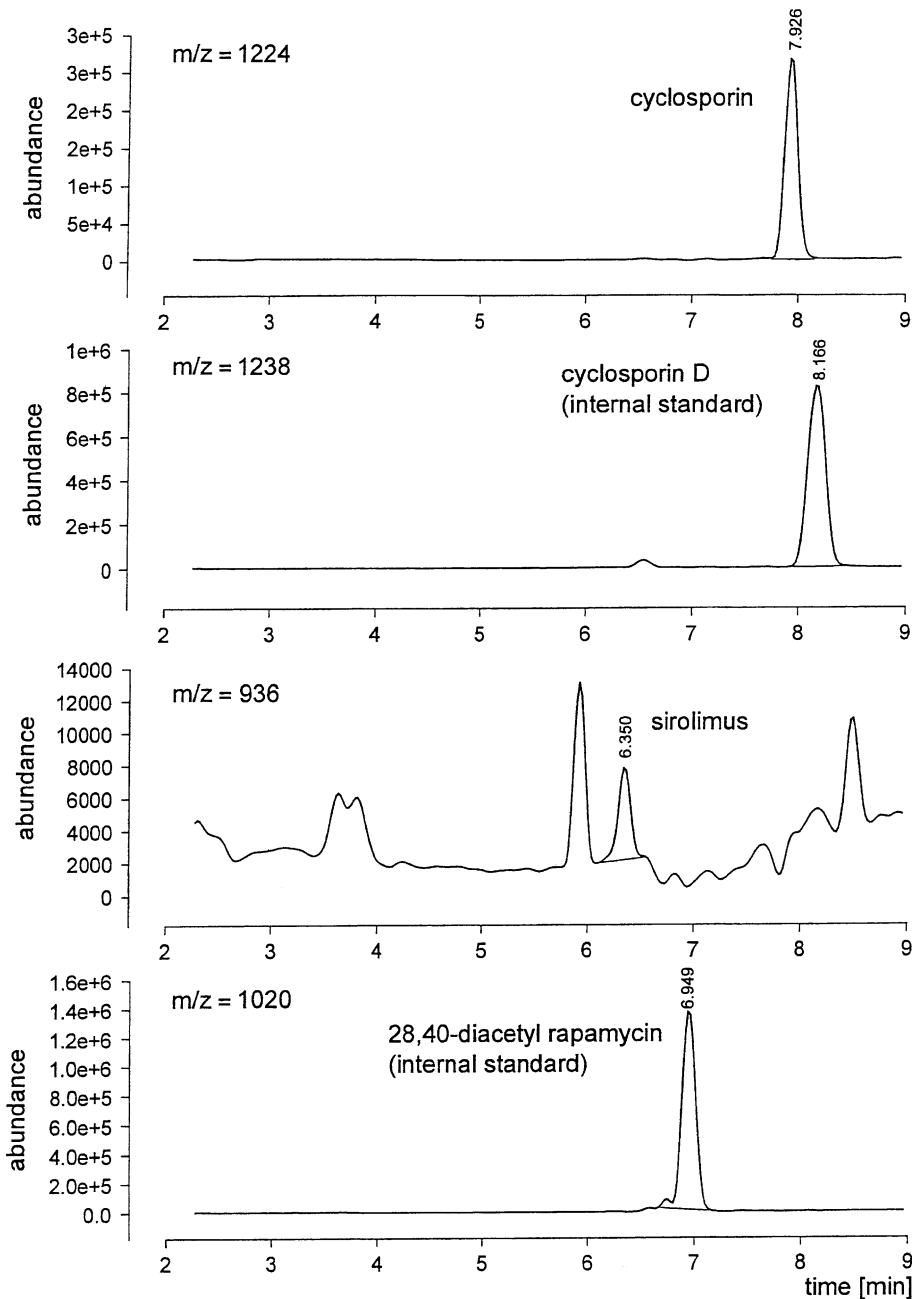 abundance
3e+5
3e+5
2e+5
2e+5
1e+5
5e+4
0
m/z = 1224
cyclosporin
7.926
2 3 4 5 6 7 8 9
abundance
1e+6
8e+5
6e+5
4e+5
2e+5
0
m/z = 1238
cyclosporin D
(internal standard)
8.166
2 3 4 5 6 7 8 9
abundance
14000
12000
10000
8000
6000
4000
2000
0
m/z = 936
sirolimus
6.350
2 3 4 5 6 7 8 9
abundance
1.6e+6
1.4e+6
1.2e+6
1.0e+6
8.0e+5
6.0e+5
4.0e+5
2.0e+5
0.0
m/z = 1020
28,40-diacetyl rapamycin
(internal standard)
6.949
2 3 4 5 6 7 8 9
time [min]